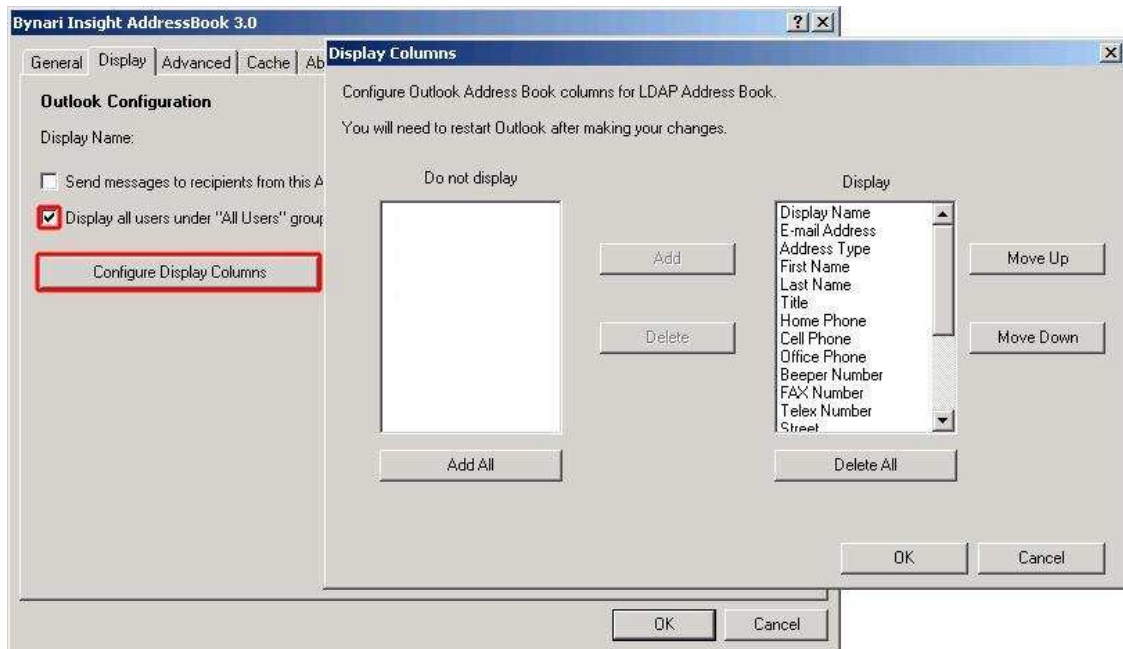 Bynari Insight AddressBook 3.0
General Display Advanced Cache Ab
Outlook Configuration
Display Name:
Send messages to recipients from this A
Display all users under "All Users" group
Configure Display Columns
OK Cancel
Display Columns
Configure Outlook Address Book columns for LDAP Address Book.
You will need to restart Outlook after making your changes.
Do not display
Add All
Add
Delete
Display
Display Name
E-mail Address
Address Type
First Name
Last Name
Title
Home Phone
Cell Phone
Office Phone
Beeper Number
FAX Number
Telex Number
Street
Delete All
Move Up
Move Down
OK Cancel